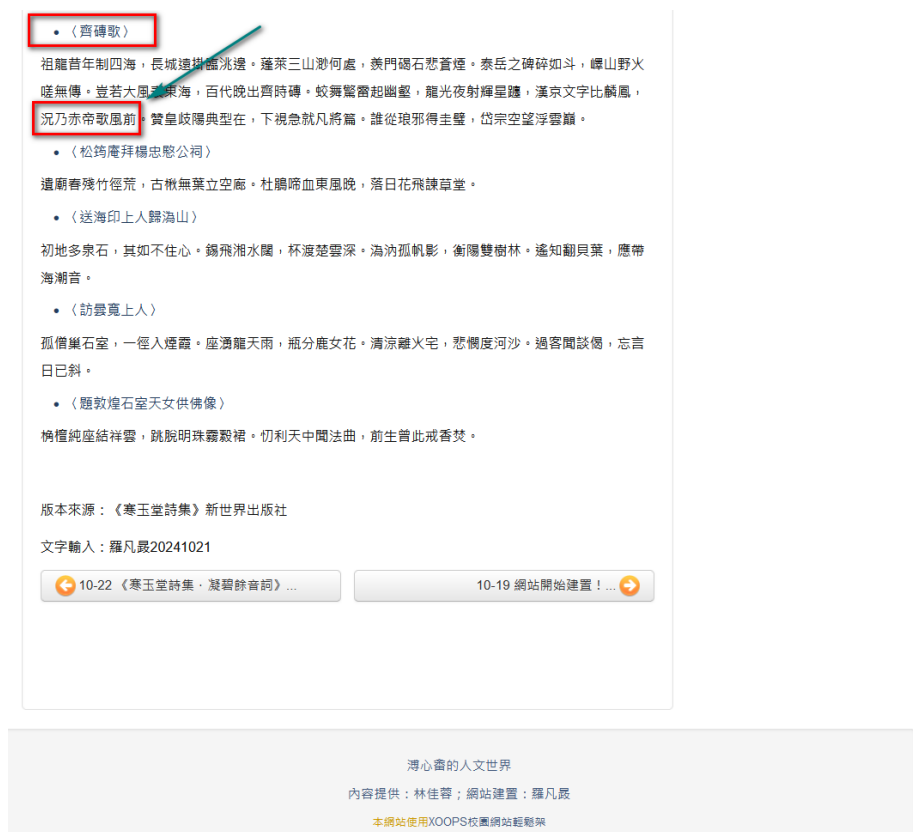 〈齊磚歌〉
祖龍昔年制四海，長城遠掛臨洮邊。蓬萊三山渺何處，羨門碣石悲蒼煙。泰岳之碑碎如斗，嶧山野火
嗟無傳。豈若大風表東海，百代晚出齊時磚。蛟舞驚雷起幽壑，龍光夜射輝星躔，漢京文字比麟鳳，
況乃赤帝歌風前。贊皇歧陽典型在，下視急就凡將篇。誰從琅邪得圭璧，岱宗空望浮雲巔。
〈松筠庵拜楊忠愍公祠〉
遺廟春殘竹徑荒，古楸無葉立空廊。杜鵑啼血東風晚，落日花飛諫草堂。
〈送海印上人歸溈山〉
初地多泉石，其如不住心。錫飛湘水闊，杯渡楚雲深。溈汭孤帆影，衡陽雙樹林。遙知翻貝葉，應帶
海潮音。
〈訪曇寬上人〉
孤僧巢石室，一徑入煙霞。座湧龍天雨，瓶分鹿女花。清涼離火宅，悲憫度河沙。過客聞談偈，忘言
日已斜。
〈題敦煌石室天女供佛像〉
栴檀純座結祥雲，跳脫明珠霧縠裙。忉利天中聞法曲，前生曾此戒香焚。
版本來源：《寒玉堂詩集》新世界出版社
文字輸入：羅凡晸20241021
10-22 《寒玉堂詩集．凝碧餘音詞》...
10-19 網站開始建置！...
溥心畬的人文世界
內容提供：林佳蓉；網站建置：羅凡晸
本網站使用XOOPS校園網站輕鬆架